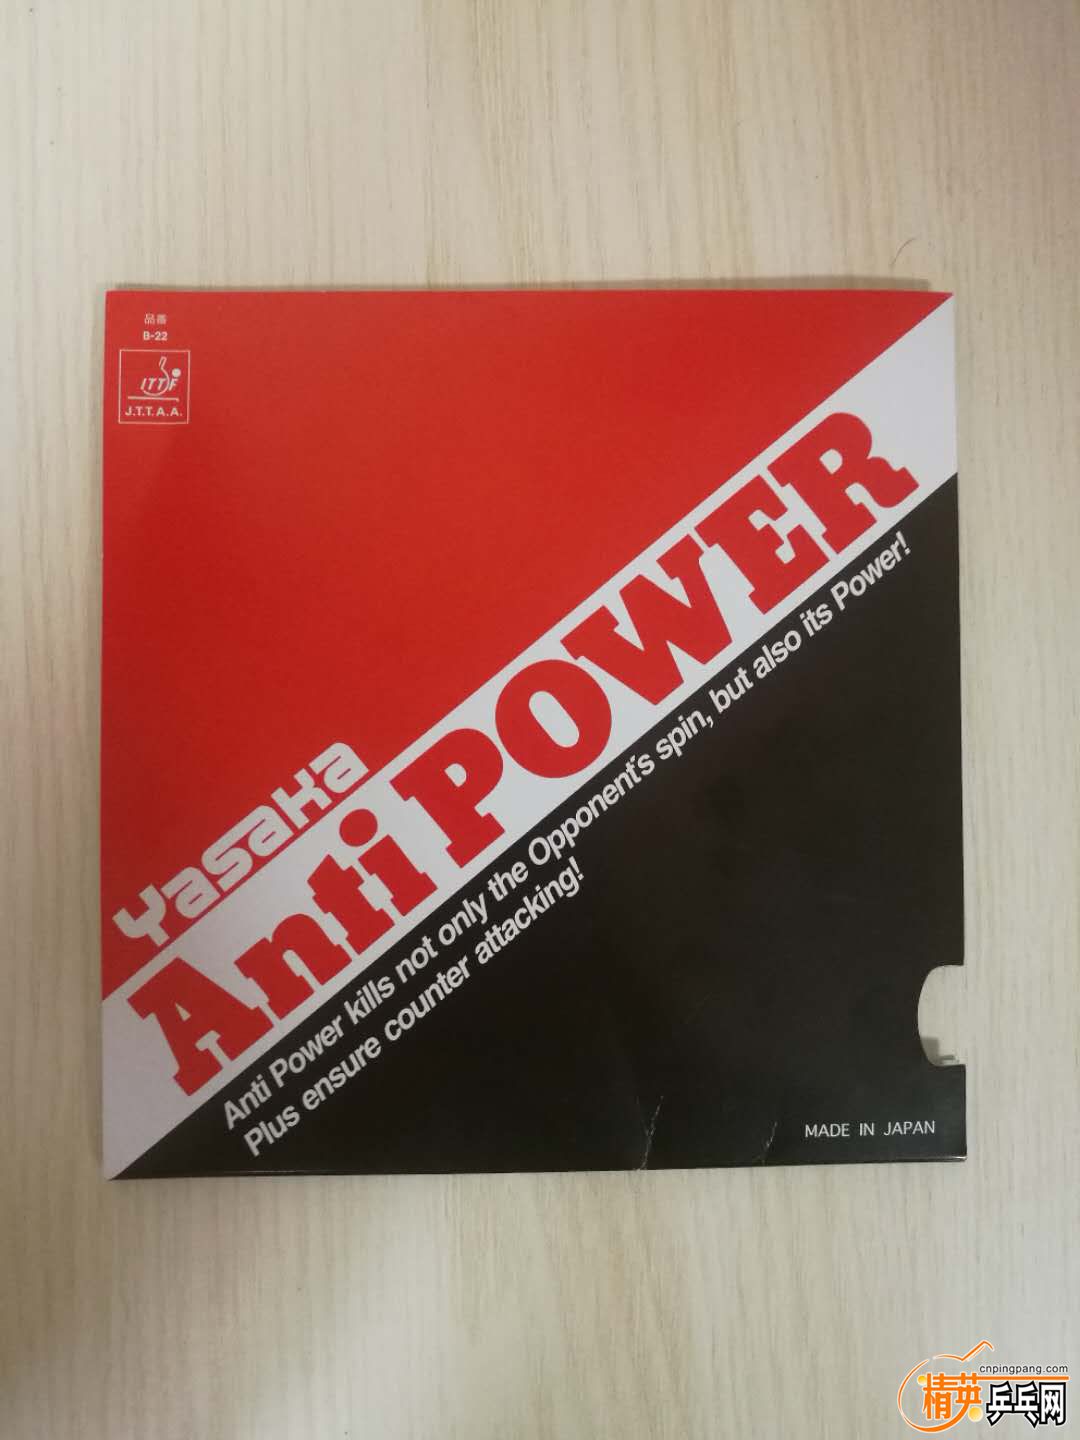 品番
B-22
ITTF
J.T.T.A.A.
Yasaka
Anti POWER
Anti Power kills not only the Opponent's spin, but also its Power!
Plus ensure counter attacking!
MADE IN JAPAN
cnpingpang.com
精英乒乓网